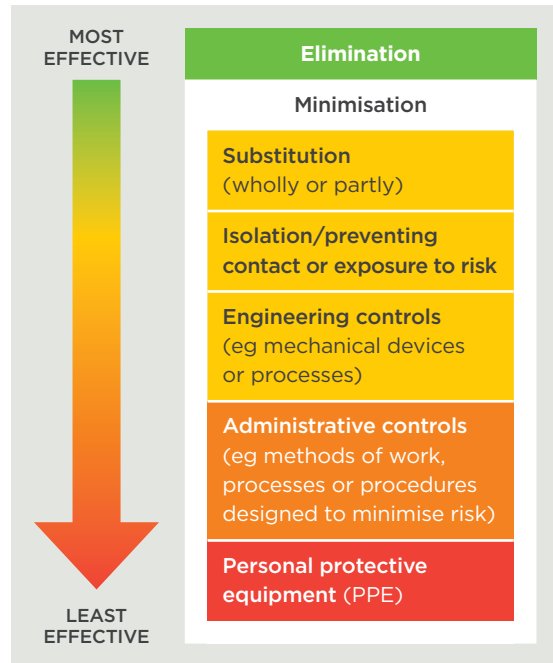 MOST
EFFECTIVE
Elimination
Minimisation
Substitution
(wholly or partly)
Isolation/preventing
contact or exposure to risk
Engineering controls
(eg mechanical devices
or processes)
Administrative controls
(eg methods of work,
processes or procedures
designed to minimise risk)
Personal protective
equipment (PPE)
LEAST
EFFECTIVE